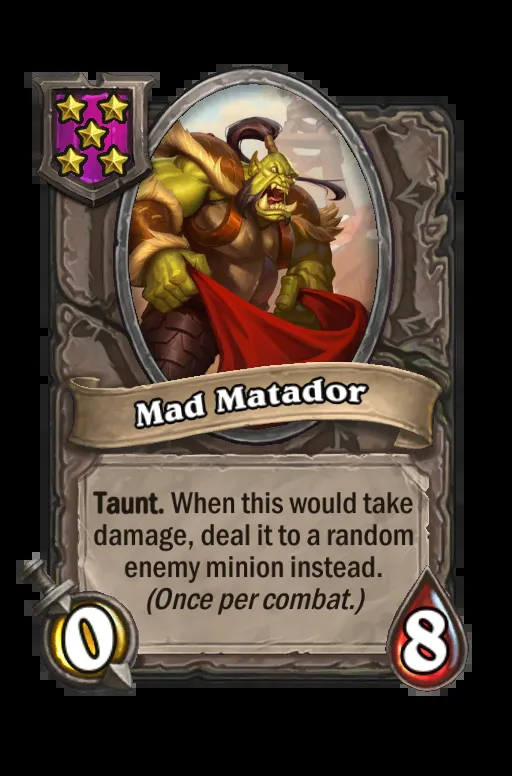 Mad Matador
Taunt. When this would take
damage, deal it to a random
enemy minion instead.
(Once per combat.)
0
8